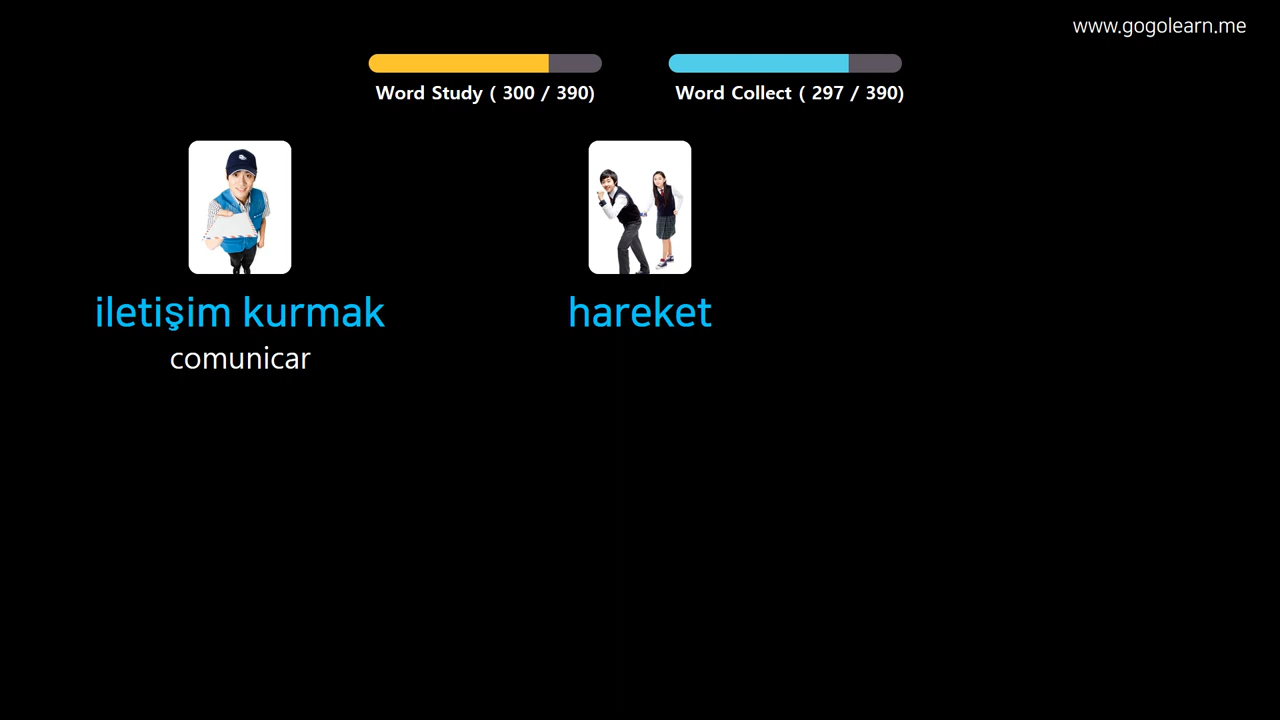 www.gogolearn.me
Word Study ( 300 / 390)
Word Collect ( 297 / 390)
iletişim kurmak
comunicar
hareket